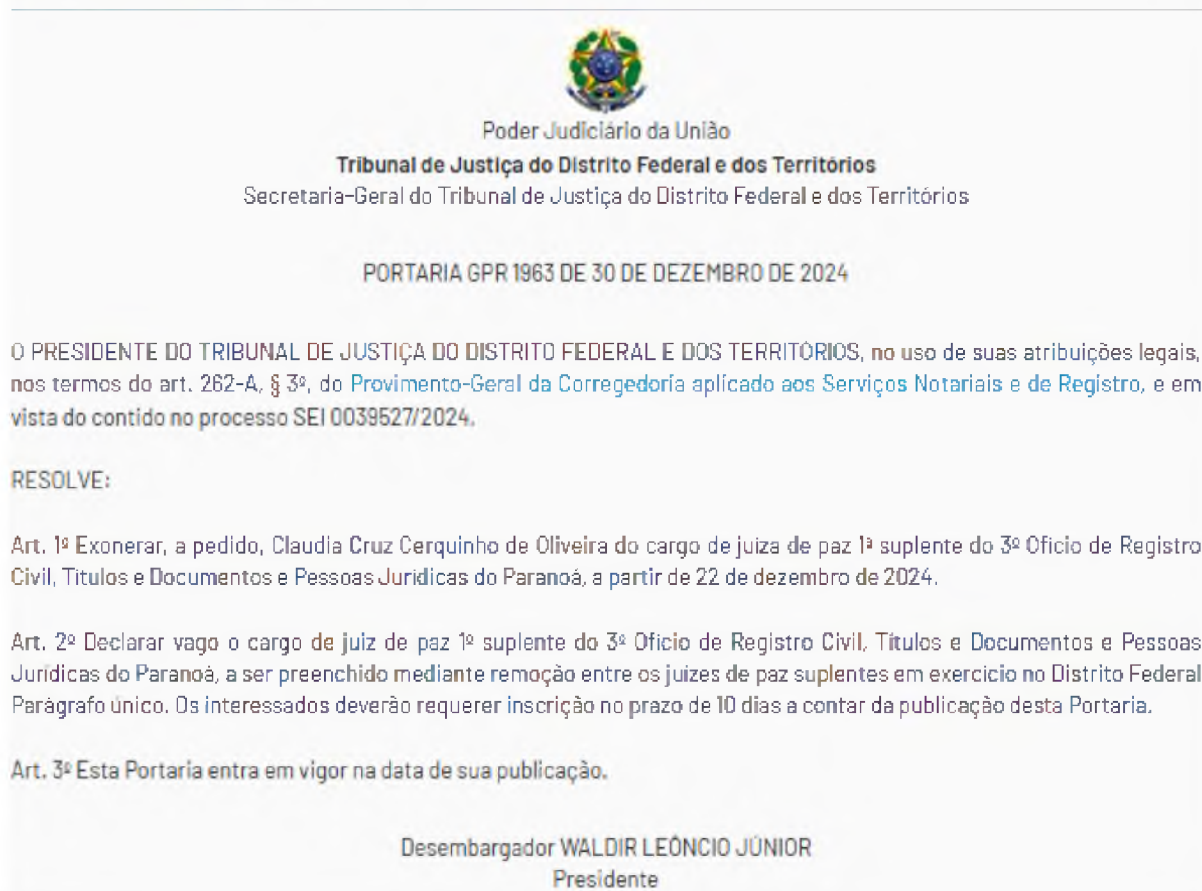 Poder Judiciário da União
Tribunal de Justiça do Distrito Federal e dos Territórios
Secretaria-Geral do Tribunal de Justiça do Distrito Federal e dos Territórios
PORTARIA GPR 1963 DE 30 DE DEZEMBRO DE 2024
O PRESIDENTE DO TRIBUNAL DE JUSTIÇA DO DISTRITO FEDERAL E DOS TERRITÓRIOS, no uso de suas atribuições legais,
nos termos do art. 262-A, § 3º, do Provimento-Geral da Corregedoria aplicado aos Serviços Notariais e de Registro, e em
vista do contido no processo SEI 0039527/2024.
RESOLVE:
Art. 1º Exonerar, a pedido, Claudia Cruz Cerquinho de Oliveira do cargo de juiza de paz 1ª suplente do 3º Ofício de Registro
Civil, Títulos e Documentos e Pessoas Jurídicas do Paranoá, a partir de 22 de dezembro de 2024.
Art. 2º Declarar vago o cargo de juiz de paz 1º suplente do 3º Ofício de Registro Civil, Títulos e Documentos e Pessoas
Jurídicas do Paranoá, a ser preenchido mediante remoção entre os juízes de paz suplentes em exercício no Distrito Federal
Parágrafo único. Os interessados deverão requerer inscrição no prazo de 10 dias a contar da publicação desta Portaria.
Art. 3º Esta Portaria entra em vigor na data de sua publicação.
Desembargador WALDIR LEÔNCIO JÚNIOR
Presidente